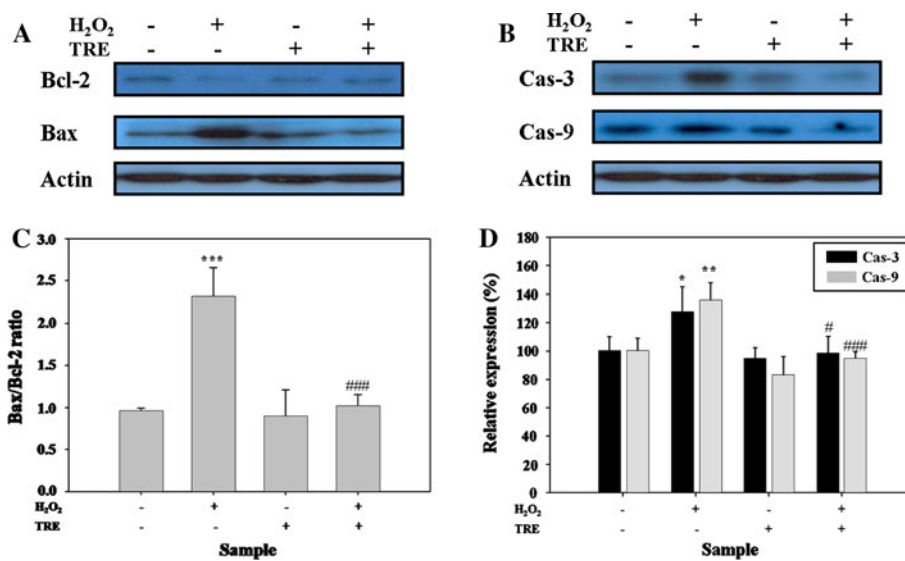 A
H₂O₂ - + - +
TRE - - + +
Bcl-2
Bax
Actin
B
H₂O₂ - + - +
TRE - - + +
Cas-3
Cas-9
Actin
C
3.0
2.5
2.0
1.5
1.0
0.5
0.0
Bax/Bcl-2 ratio
***
###
H₂O₂ - + - +
TRE - - + +
Sample
D
180
160
140
120
100
80
60
40
20
0
Relative expression (%)
Cas-3
Cas-9
*
**
#
###
H₂O₂ - + - +
TRE - - + +
Sample